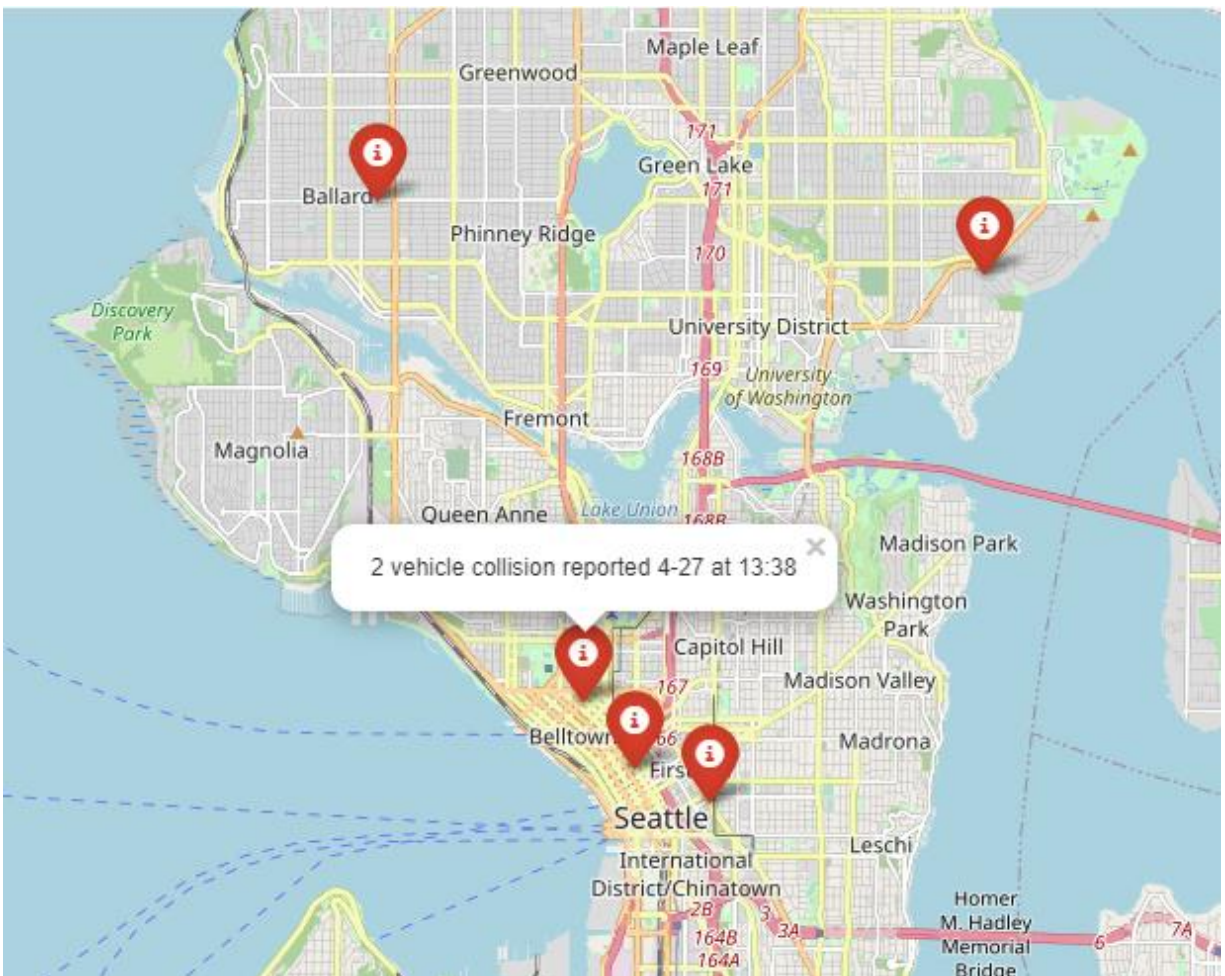 Maple Leaf
Greenwood
171
Green Lake
171
Ballard
Phinney Ridge
170
Discovery
Park
University District
169
University
of Washington
Fremont
Magnolia
168B
Queen Anne
Lake Union
168B
Madison Park
2 vehicle collision reported 4-27 at 13:38
×
Washington
Park
Capitol Hill
167
Madison Valley
Belltown
66
Madrona
Firs
Seattle
Leschi
International
District/Chinatown
Homer
M. Hadley
Memorial
Bridge
2B
3
3A
164B
164A
6
7A